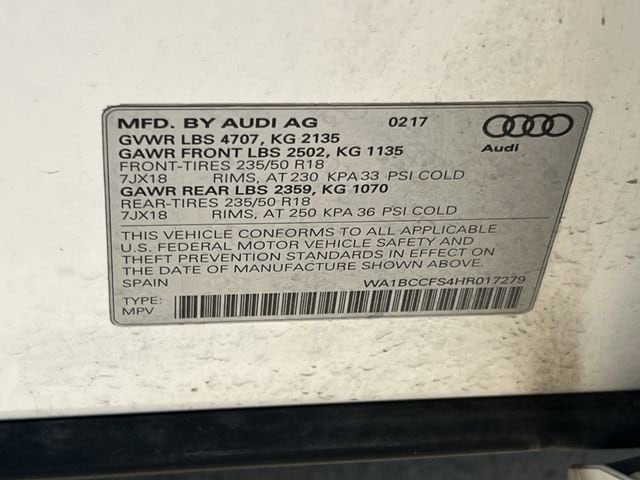 MFD. BY AUDI AG 0217
GVWR LBS 4707, KG 2135
GAWR FRONT LBS 2502, KG 1135
Audi
FRONT-TIRES 235/50 R18
7JX18 RIMS, AT 230 KPA 33 PSI COLD
GAWR REAR LBS 2359, KG 1070
REAR-TIRES 235/50 R18
7JX18 RIMS, AT 250 KPA 36 PSI COLD
THIS VEHICLE CONFORMS TO ALL APPLICABLE
U.S. FEDERAL MOTOR VEHICLE SAFETY AND
THEFT PREVENTION STANDARDS IN EFFECT ON
THE DATE OF MANUFACTURE SHOWN ABOVE.
SPAIN WA1BCCFS4HR017279
TYPE:
MPV